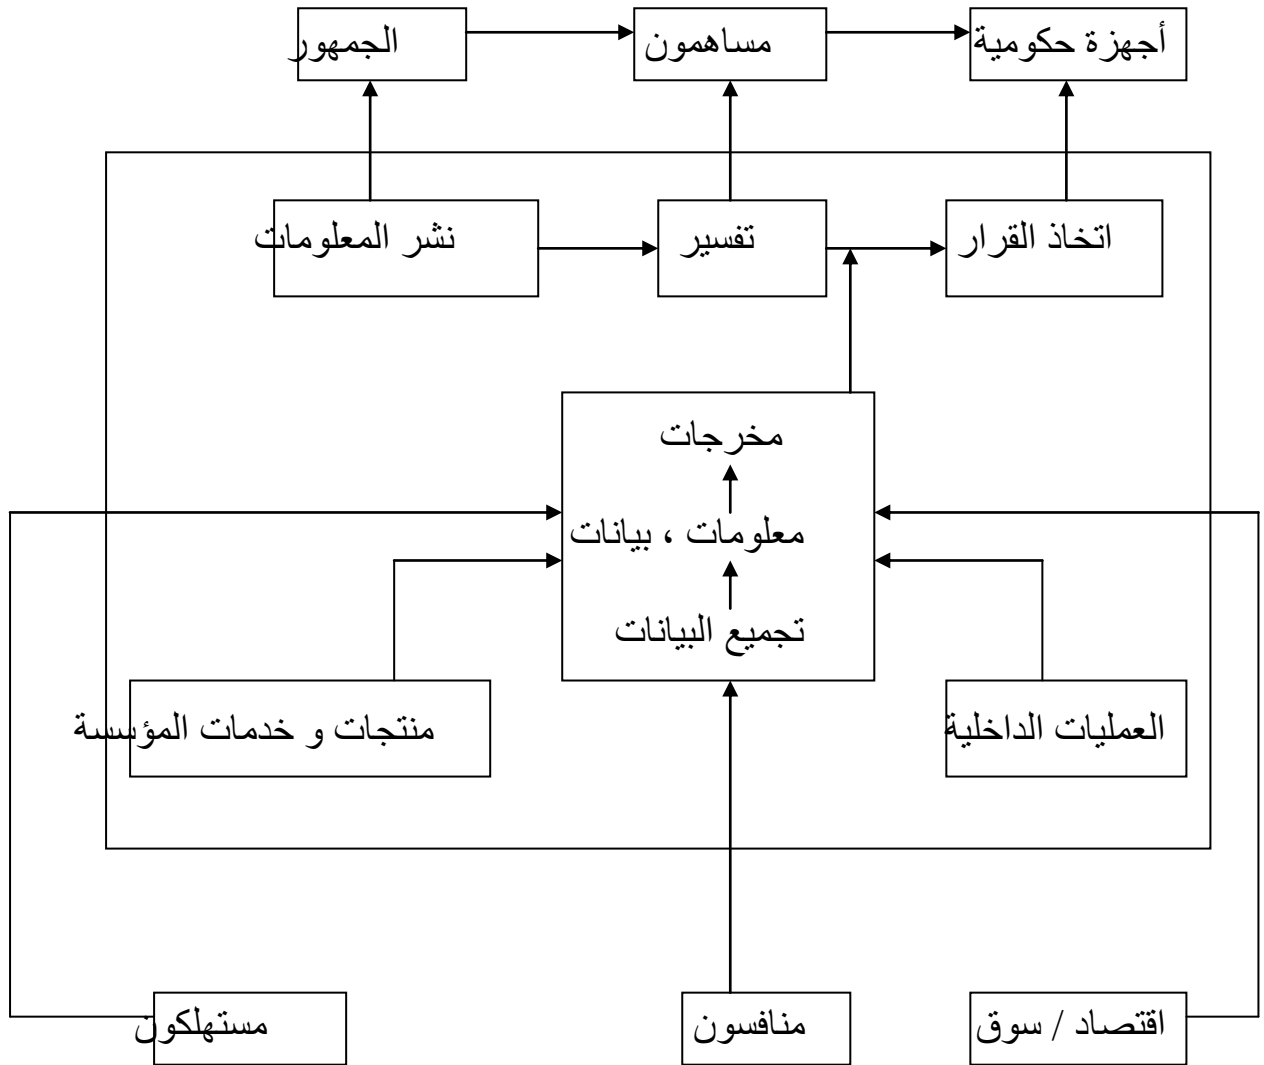 أجهزة حكومية
مساهمون
الجمهور
اتخاذ القرار
تفسير
نشر المعلومات
مخرجات
معلومات ، بيانات
تجميع البيانات
العمليات الداخلية
منتجات و خدمات المؤسسة
اقتصاد / سوق
منافسون
مستهلكون